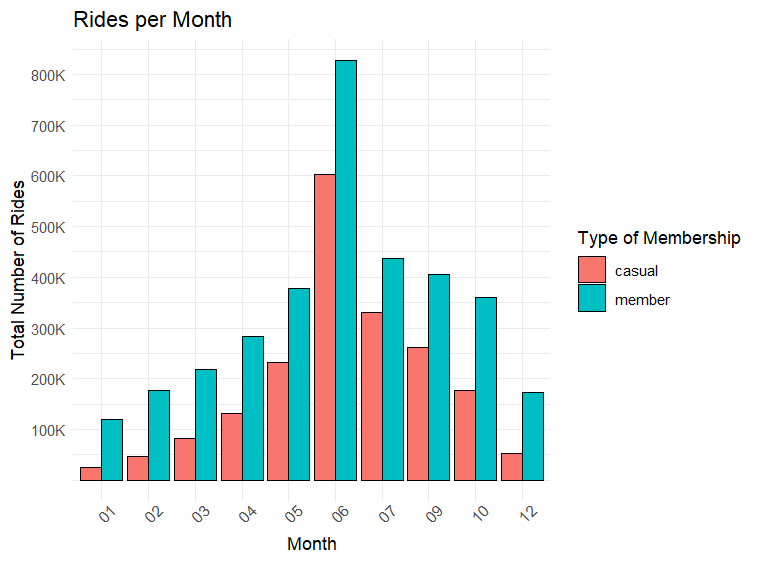 Rides per Month
Total Number of Rides
800K
700K
600K
500K
400K
300K
200K
100K
01 02 03 04 05 06 07 09 10 12
Month
Type of Membership
casual
member